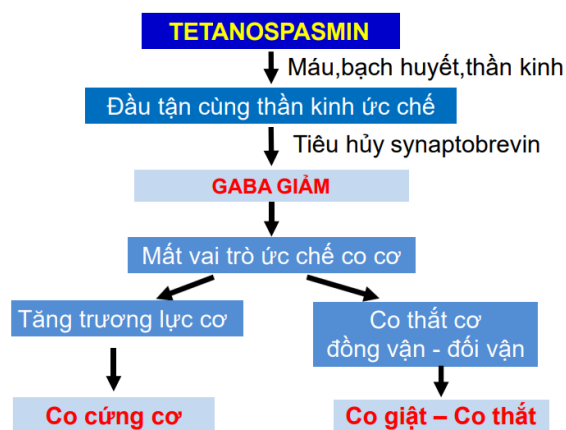 TETANOSPASMIN
Máu,bạch huyết,thần kinh
Đầu tận cùng thần kinh ức chế
Tiêu hủy synaptobrevin
GABA GIẢM
Mất vai trò ức chế co cơ
Tăng trương lực cơ
Co thắt cơ
đồng vận - đối vận
Co cứng cơ
Co giật – Co thắt